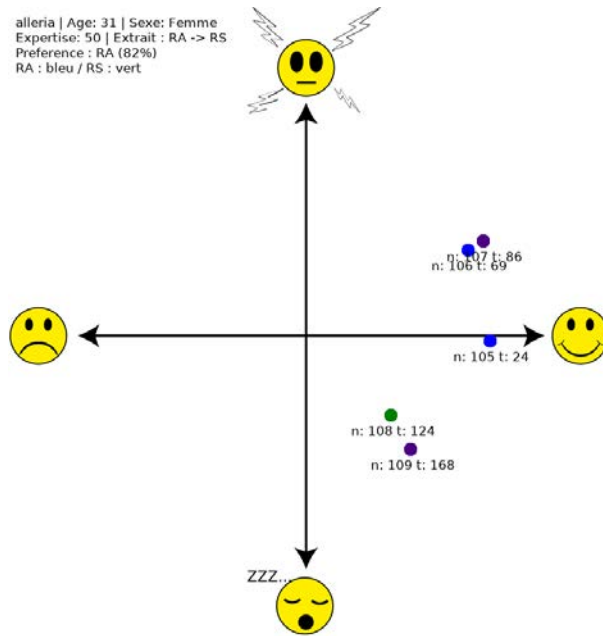 alleria | Age: 31 | Sexe: Femme
Expertise: 50 | Extrait : RA -> RS
Preference : RA (82%)
RA : bleu / RS : vert
n: 107 t: 86
n: 106 t: 69
n: 105 t: 24
n: 108 t: 124
n: 109 t: 168
ZZZ...